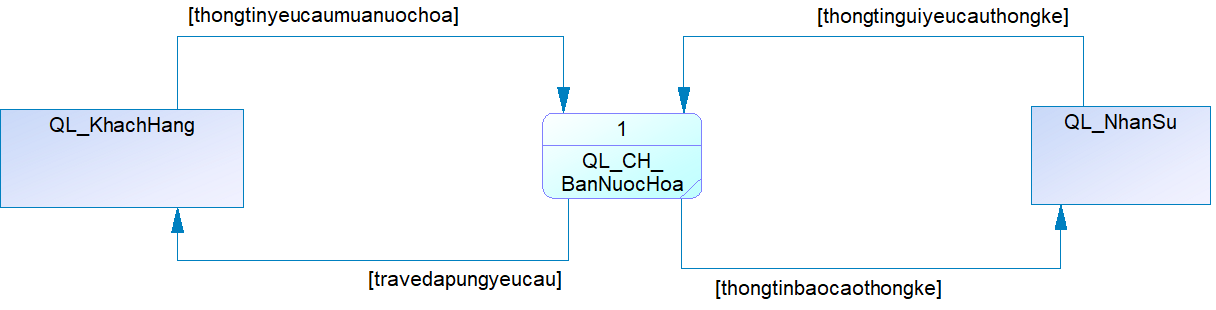 [thongtinyeucaumuanuochoa]
[thongtinguiyeucauthongke]
QL_KhachHang
1
QL_CH_
BanNuocHoa
QL_NhanSu
[travedapungyeucau]
[thongtinbaocaothongke]